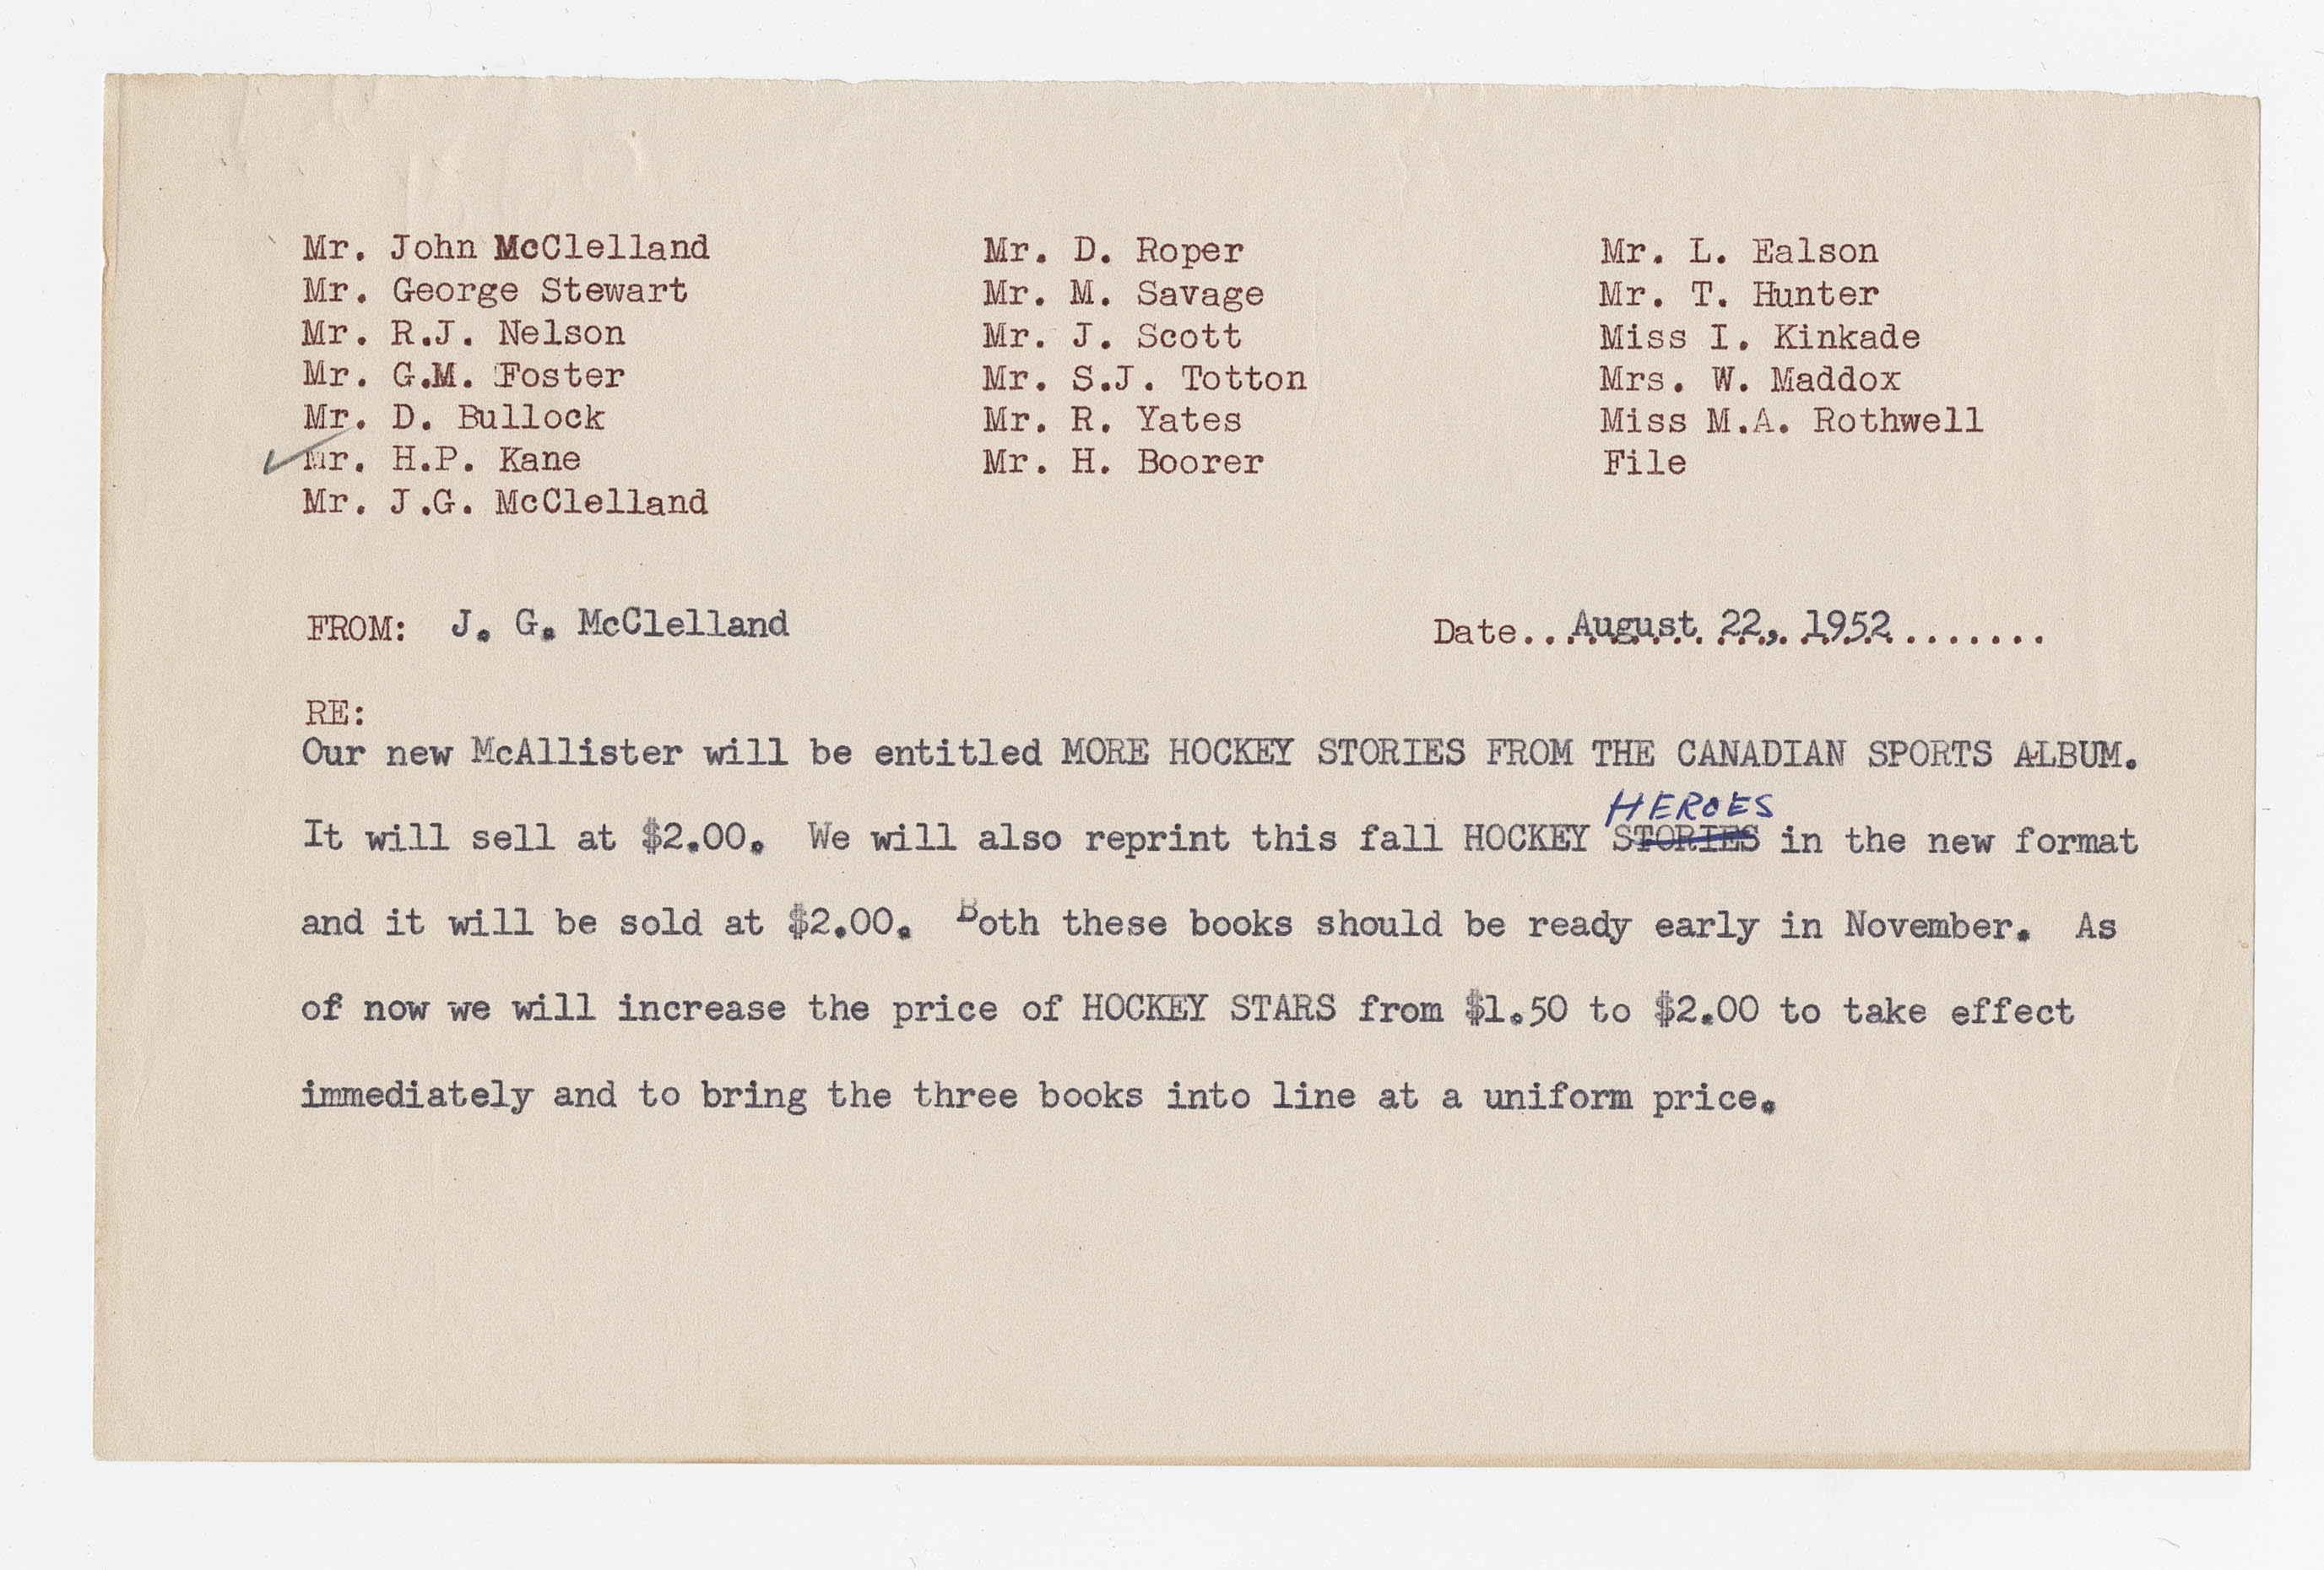 Mr. John McClelland
Mr. George Stewart
Mr. R.J. Nelson
Mr. G.M. Foster
Mr. D. Bullock
Mr. H.P. Kane
Mr. J.G. McClelland
Mr. D. Roper
Mr. M. Savage
Mr. J. Scott
Mr. S.J. Totton
Mr. R. Yates
Mr. H. Boorer
Mr. L. Ealson
Mr. T. Hunter
Miss I. Kinkade
Mrs. W. Maddox
Miss M.A. Rothwell
File
FROM: J. G. McClelland
Date...August 22, 1952.......
RE:
Our new McAllister will be entitled MORE HOCKEY STORIES FROM THE CANADIAN SPORTS ALBUM.
HEROES
It will sell at $2.00. We will also reprint this fall HOCKEY STORIES in the new format
and it will be sold at $2.00. Both these books should be ready early in November. As
of now we will increase the price of HOCKEY STARS from $1.50 to $2.00 to take effect
immediately and to bring the three books into line at a uniform price.